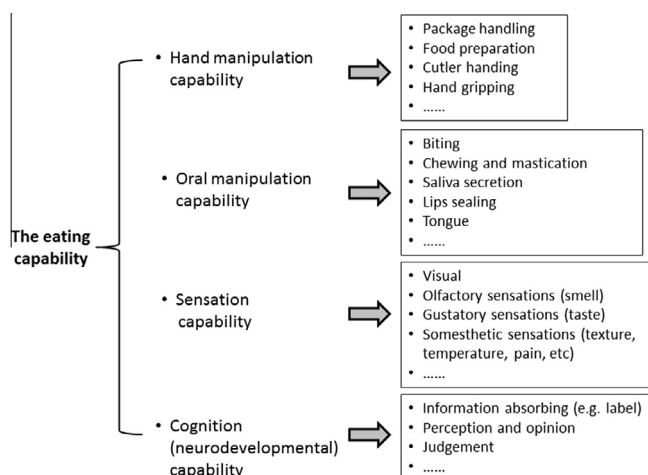 The eating
capability
• Hand manipulation
capability
• Package handling
• Food preparation
• Cutler handing
• Hand gripping
• ......
• Oral manipulation
capability
• Biting
• Chewing and mastication
• Saliva secretion
• Lips sealing
• Tongue
• ......
• Sensation
capability
• Visual
• Olfactory sensations (smell)
• Gustatory sensations (taste)
• Somesthetic sensations (texture,
temperature, pain, etc)
• ......
• Cognition
(neurodevelopmental)
capability
• Information absorbing (e.g. label)
• Perception and opinion
• Judgement
• ......